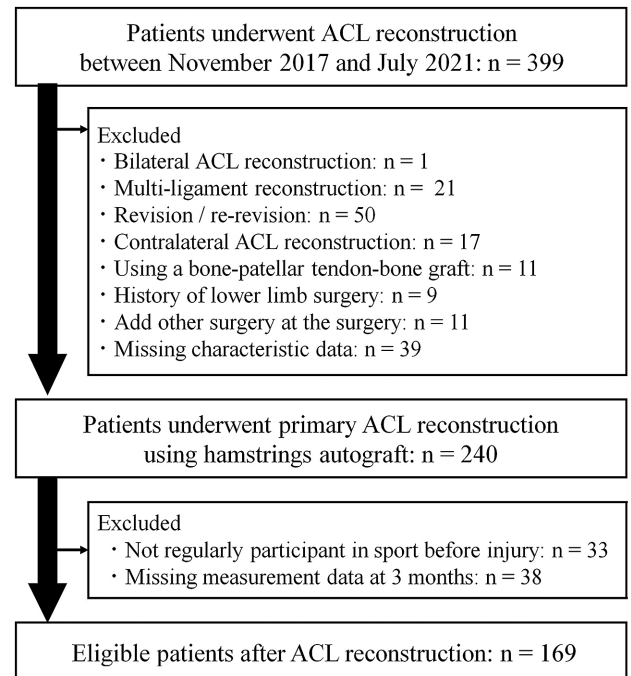 Patients underwent ACL reconstruction
between November 2017 and July 2021: n = 399
Excluded
・Bilateral ACL reconstruction: n = 1
・Multi-ligament reconstruction: n = 21
・Revision / re-revision: n = 50
・Contralateral ACL reconstruction: n = 17
・Using a bone-patellar tendon-bone graft: n = 11
・History of lower limb surgery: n = 9
・Add other surgery at the surgery: n = 11
・Missing characteristic data: n = 39
Patients underwent primary ACL reconstruction
using hamstrings autograft: n = 240
Excluded
・Not regularly participant in sport before injury: n = 33
・Missing measurement data at 3 months: n = 38
Eligible patients after ACL reconstruction: n = 169